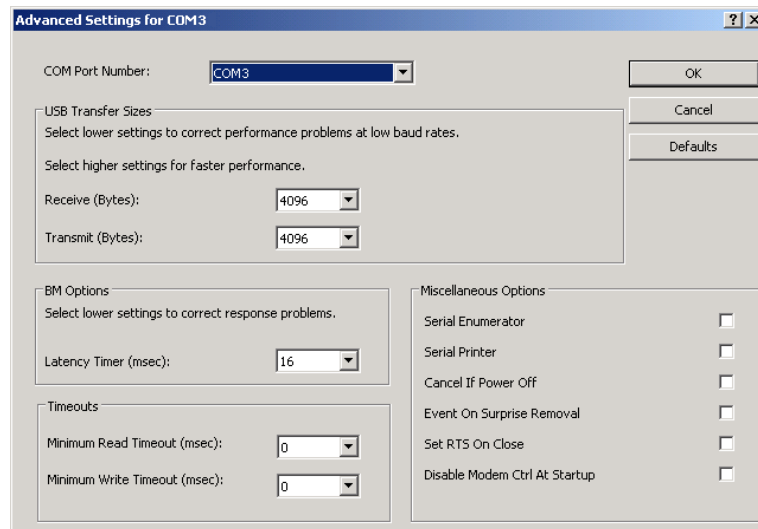 Advanced Settings for COM3
COM Port Number: COM3
OK
Cancel
Defaults
USB Transfer Sizes
Select lower settings to correct performance problems at low baud rates.
Select higher settings for faster performance.
Receive (Bytes): 4096
Transmit (Bytes): 4096
BM Options
Select lower settings to correct response problems.
Latency Timer (msec): 16
Timeouts
Minimum Read Timeout (msec): 0
Minimum Write Timeout (msec): 0
Miscellaneous Options
Serial Enumerator
Serial Printer
Cancel If Power Off
Event On Surprise Removal
Set RTS On Close
Disable Modem Ctrl At Startup